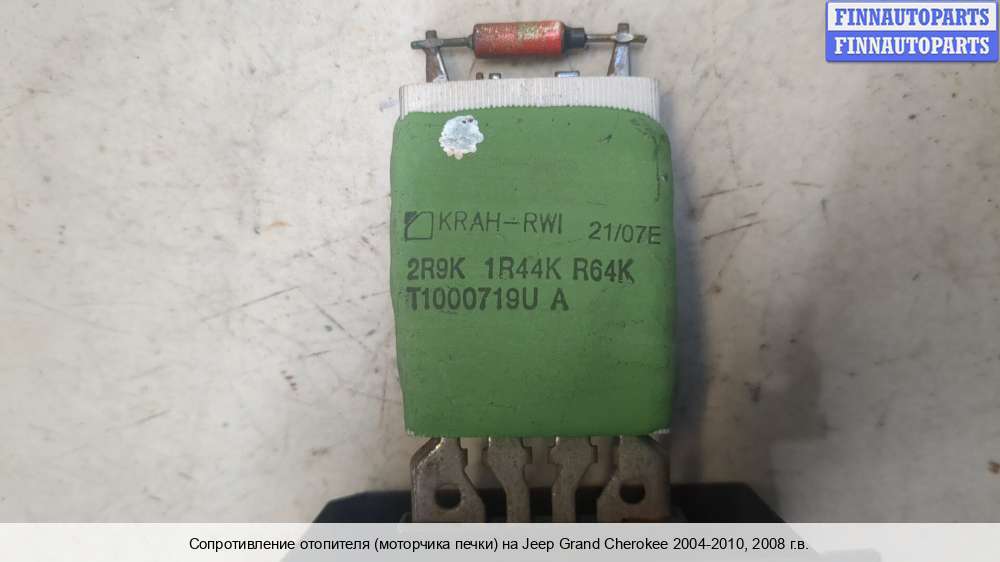 FINNAUTOPARTS
FINNAUTOPARTS
KRAH-RWI 21/07E
2R9K 1R44K R64K
T1000719U A
Сопротивление отопителя (моторчика печки) на Jeep Grand Cherokee 2004-2010, 2008 г.в.